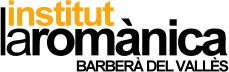 institut
laromànica
BARBERÀ DEL VALLÈS